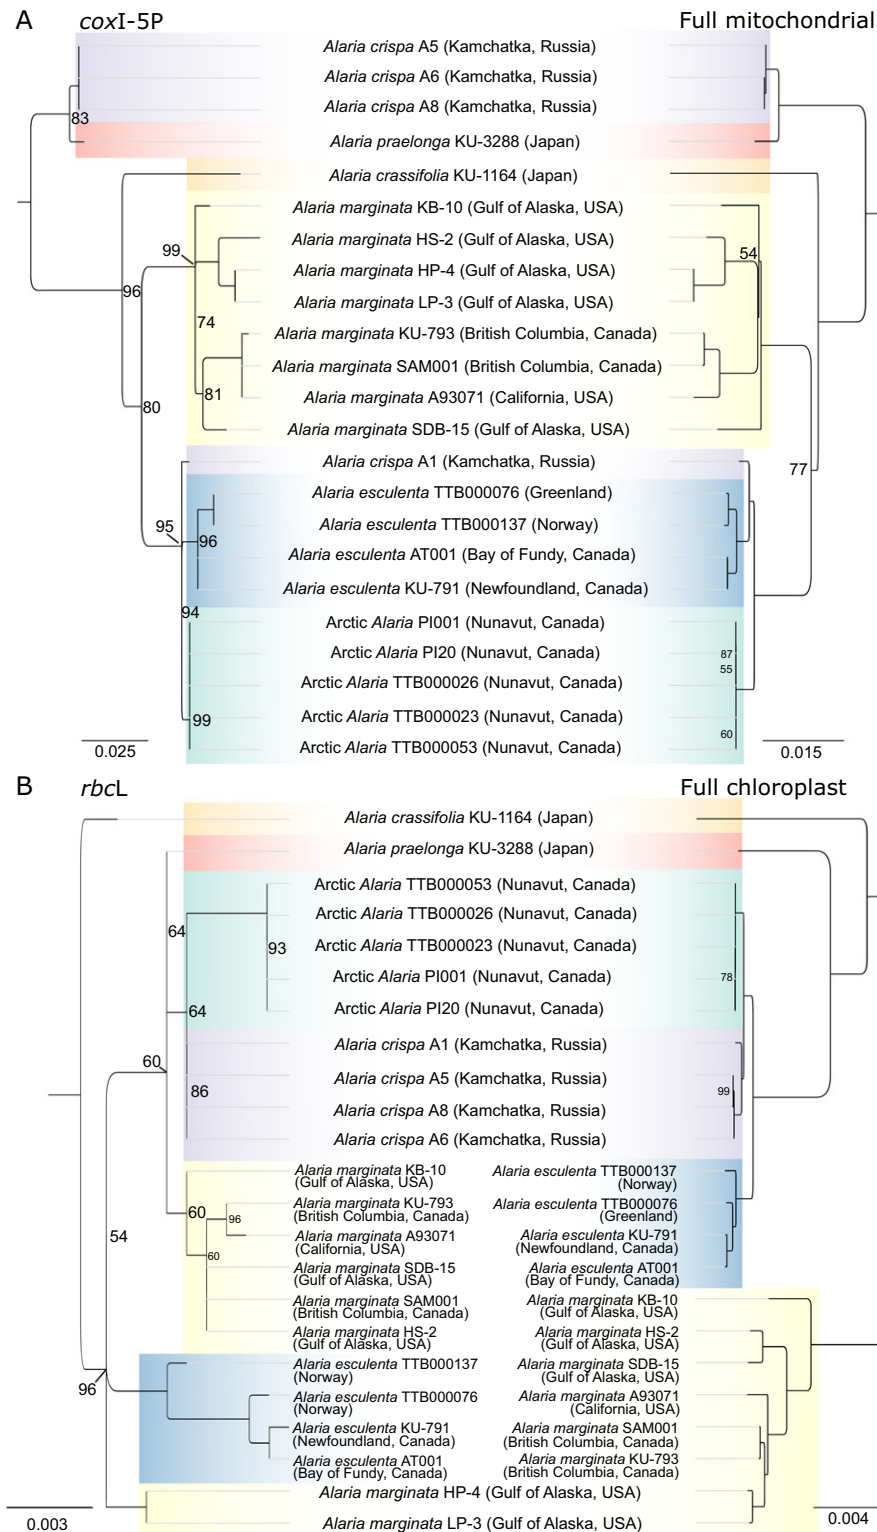 A coxI-5P Full mitochondrial
Alaria crispa A5 (Kamchatka, Russia)
Alaria crispa A6 (Kamchatka, Russia)
Alaria crispa A8 (Kamchatka, Russia)
83
Alaria praelonga KU-3288 (Japan)
Alaria crassifolia KU-1164 (Japan)
Alaria marginata KB-10 (Gulf of Alaska, USA)
Alaria marginata HS-2 (Gulf of Alaska, USA)
99
54
Alaria marginata HP-4 (Gulf of Alaska, USA)
96
Alaria marginata LP-3 (Gulf of Alaska, USA)
74
Alaria marginata KU-793 (British Columbia, Canada)
Alaria marginata SAM001 (British Columbia, Canada)
81
Alaria marginata A93071 (California, USA)
80
Alaria marginata SDB-15 (Gulf of Alaska, USA)
Alaria crispa A1 (Kamchatka, Russia)
77
Alaria esculenta TTB000076 (Greenland)
95
Alaria esculenta TTB000137 (Norway)
96
Alaria esculenta AT001 (Bay of Fundy, Canada)
Alaria esculenta KU-791 (Newfoundland, Canada)
94
Arctic Alaria PI001 (Nunavut, Canada)
Arctic Alaria PI20 (Nunavut, Canada)
87
55
Arctic Alaria TTB000026 (Nunavut, Canada)
99
Arctic Alaria TTB000023 (Nunavut, Canada)
60
Arctic Alaria TTB000053 (Nunavut, Canada)
0.025
0.015
B rbcL Full chloroplast
Alaria crassifolia KU-1164 (Japan)
Alaria praelonga KU-3288 (Japan)
Arctic Alaria TTB000053 (Nunavut, Canada)
Arctic Alaria TTB000026 (Nunavut, Canada)
64
93
Arctic Alaria TTB000023 (Nunavut, Canada)
Arctic Alaria PI001 (Nunavut, Canada)
78
64
Arctic Alaria PI20 (Nunavut, Canada)
Alaria crispa A1 (Kamchatka, Russia)
60
Alaria crispa A5 (Kamchatka, Russia)
86
99
Alaria crispa A8 (Kamchatka, Russia)
Alaria crispa A6 (Kamchatka, Russia)
Alaria marginata KB-10
(Gulf of Alaska, USA)
Alaria marginata KU-793
(British Columbia, Canada)
60
96
Alaria marginata A93071
(California, USA)
54
60
Alaria marginata SDB-15
(Gulf of Alaska, USA)
Alaria marginata SAM001
(British Columbia, Canada)
Alaria marginata HS-2
(Gulf of Alaska, USA)
Alaria esculenta TTB000137
(Norway)
96
Alaria esculenta TTB000076
(Norway)
Alaria esculenta KU-791
(Newfoundland, Canada)
Alaria esculenta AT001
(Bay of Fundy, Canada)
Alaria esculenta TTB000137
(Norway)
Alaria esculenta TTB000076
(Greenland)
Alaria esculenta KU-791
(Newfoundland, Canada)
Alaria esculenta AT001
(Bay of Fundy, Canada)
Alaria marginata KB-10
(Gulf of Alaska, USA)
Alaria marginata HS-2
(Gulf of Alaska, USA)
Alaria marginata SDB-15
(Gulf of Alaska, USA)
Alaria marginata A93071
(California, USA)
Alaria marginata SAM001
(British Columbia, Canada)
Alaria marginata KU-793
(British Columbia, Canada)
Alaria marginata HP-4 (Gulf of Alaska, USA)
Alaria marginata LP-3 (Gulf of Alaska, USA)
0.003
0.004